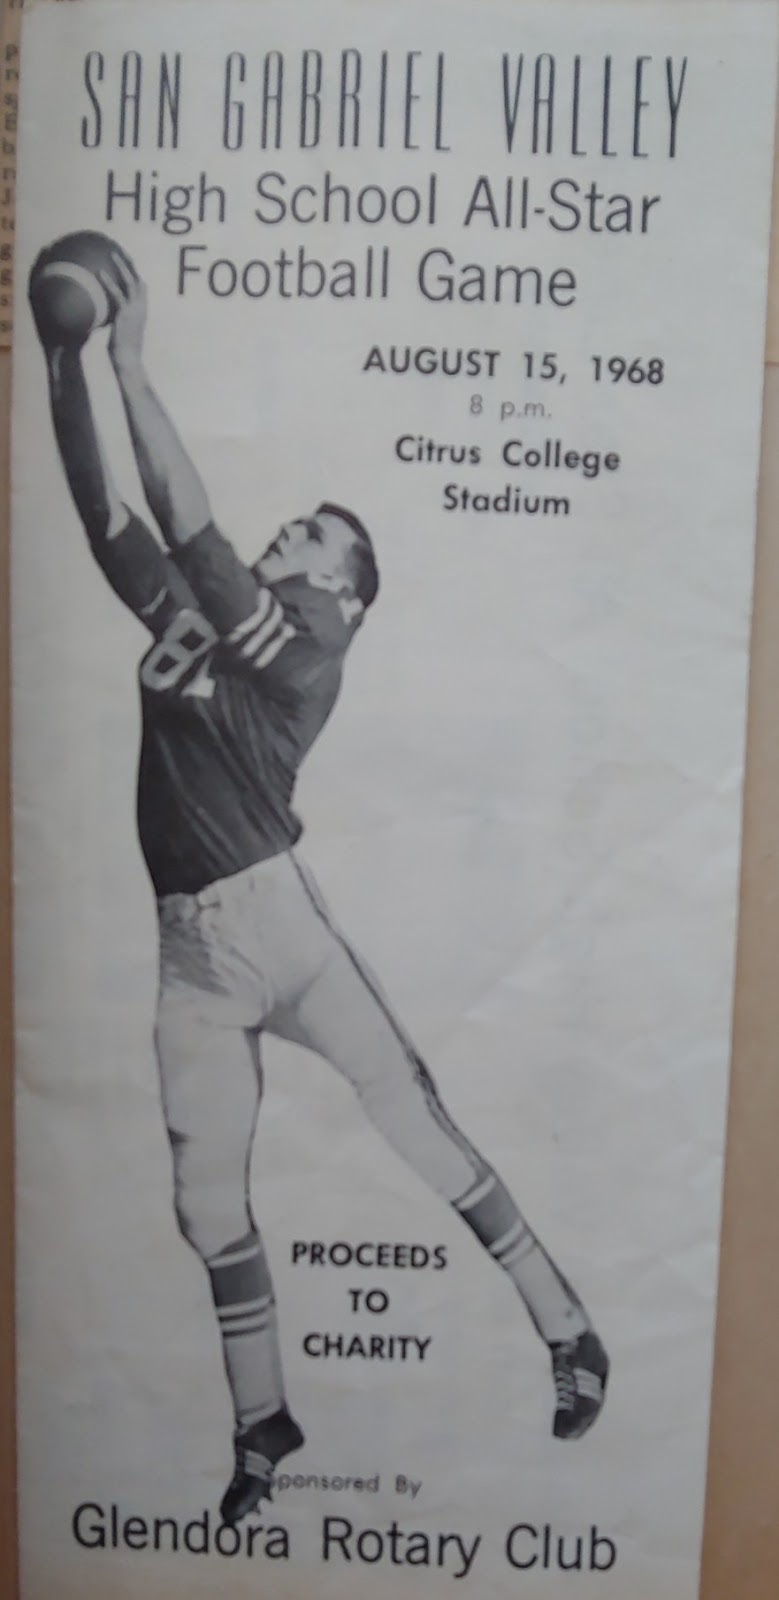 SAN GABRIEL VALLEY
High School All-Star
Football Game
AUGUST 15, 1968
8 p.m.
Citrus College
Stadium
8
PROCEEDS
TO
CHARITY
Sponsored By
Glendora Rotary Club